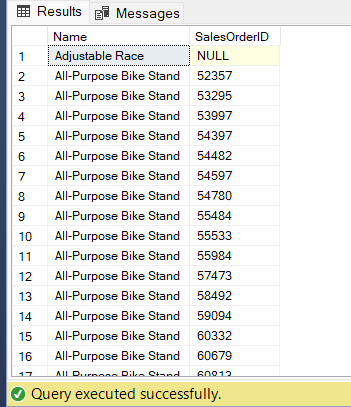 Results Messages
Name SalesOrderID
1 Adjustable Race NULL
2 All-Purpose Bike Stand 52357
3 All-Purpose Bike Stand 53295
4 All-Purpose Bike Stand 53997
5 All-Purpose Bike Stand 54397
6 All-Purpose Bike Stand 54482
7 All-Purpose Bike Stand 54597
8 All-Purpose Bike Stand 54780
9 All-Purpose Bike Stand 55484
10 All-Purpose Bike Stand 55533
11 All-Purpose Bike Stand 55984
12 All-Purpose Bike Stand 57473
13 All-Purpose Bike Stand 58492
14 All-Purpose Bike Stand 59094
15 All-Purpose Bike Stand 60332
16 All-Purpose Bike Stand 60679
17 All-Purpose Bike Stand 60813
Query executed successfully.